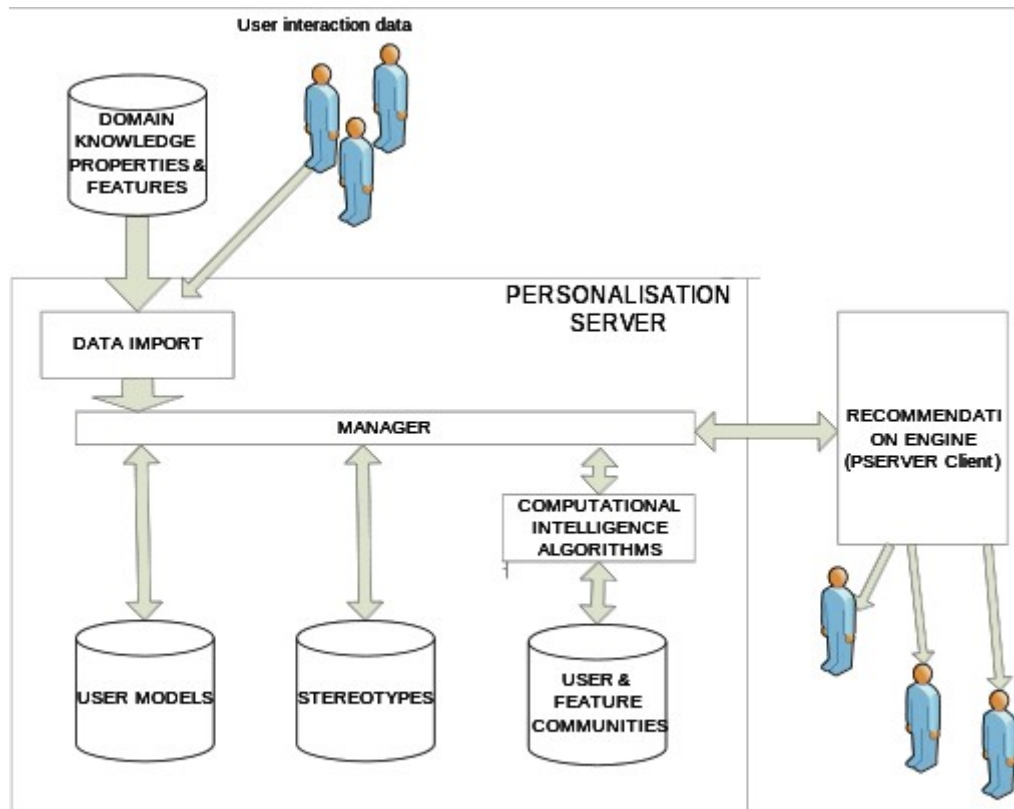 User interaction data
DOMAIN
KNOWLEDGE
PROPERTIES &
FEATURES
PERSONALISATION
SERVER
DATA IMPORT
MANAGER
RECOMMENDATI
ON ENGINE
(PSERVER Client)
COMPUTATIONAL
INTELLIGENCE
ALGORITHMS
USER MODELS
STEREOTYPES
USER &
FEATURE
COMMUNITIES